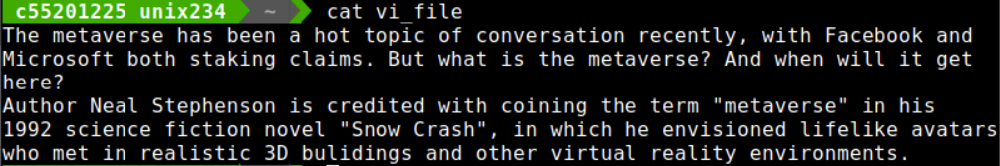 c55201225 unix234 ~ cat vi_file
The metaverse has been a hot topic of conversation recently, with Facebook and
Microsoft both staking claims. But what is the metaverse? And when will it get
here?
Author Neal Stephenson is credited with coining the term "metaverse" in his
1992 science fiction novel "Snow Crash", in which he envisioned lifelike avatars
who met in realistic 3D bulidings and other virtual reality environments.